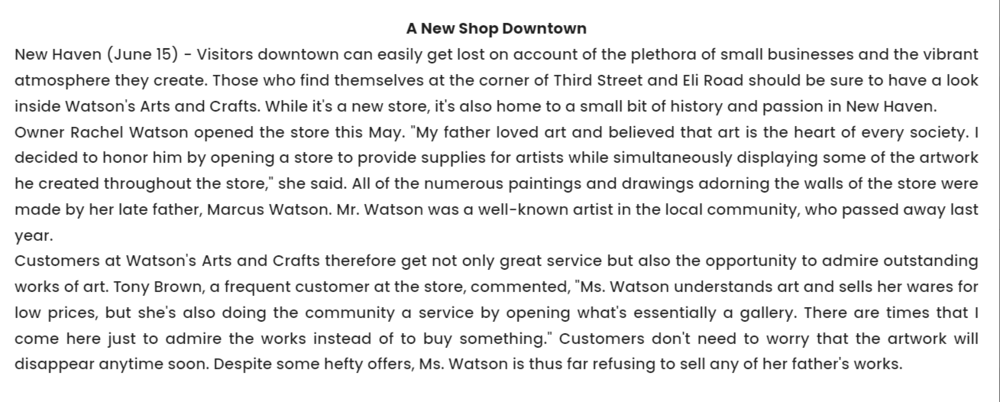 A New Shop Downtown
New Haven (June 15) - Visitors downtown can easily get lost on account of the plethora of small businesses and the vibrant
atmosphere they create. Those who find themselves at the corner of Third Street and Eli Road should be sure to have a look
inside Watson's Arts and Crafts. While it's a new store, it's also home to a small bit of history and passion in New Haven.
Owner Rachel Watson opened the store this May. "My father loved art and believed that art is the heart of every society. I
decided to honor him by opening a store to provide supplies for artists while simultaneously displaying some of the artwork
he created throughout the store," she said. All of the numerous paintings and drawings adorning the walls of the store were
made by her late father, Marcus Watson. Mr. Watson was a well-known artist in the local community, who passed away last
year.
Customers at Watson's Arts and Crafts therefore get not only great service but also the opportunity to admire outstanding
works of art. Tony Brown, a frequent customer at the store, commented, "Ms. Watson understands art and sells her wares for
low prices, but she's also doing the community a service by opening what's essentially a gallery. There are times that I
come here just to admire the works instead of to buy something." Customers don't need to worry that the artwork will
disappear anytime soon. Despite some hefty offers, Ms. Watson is thus far refusing to sell any of her father's works.